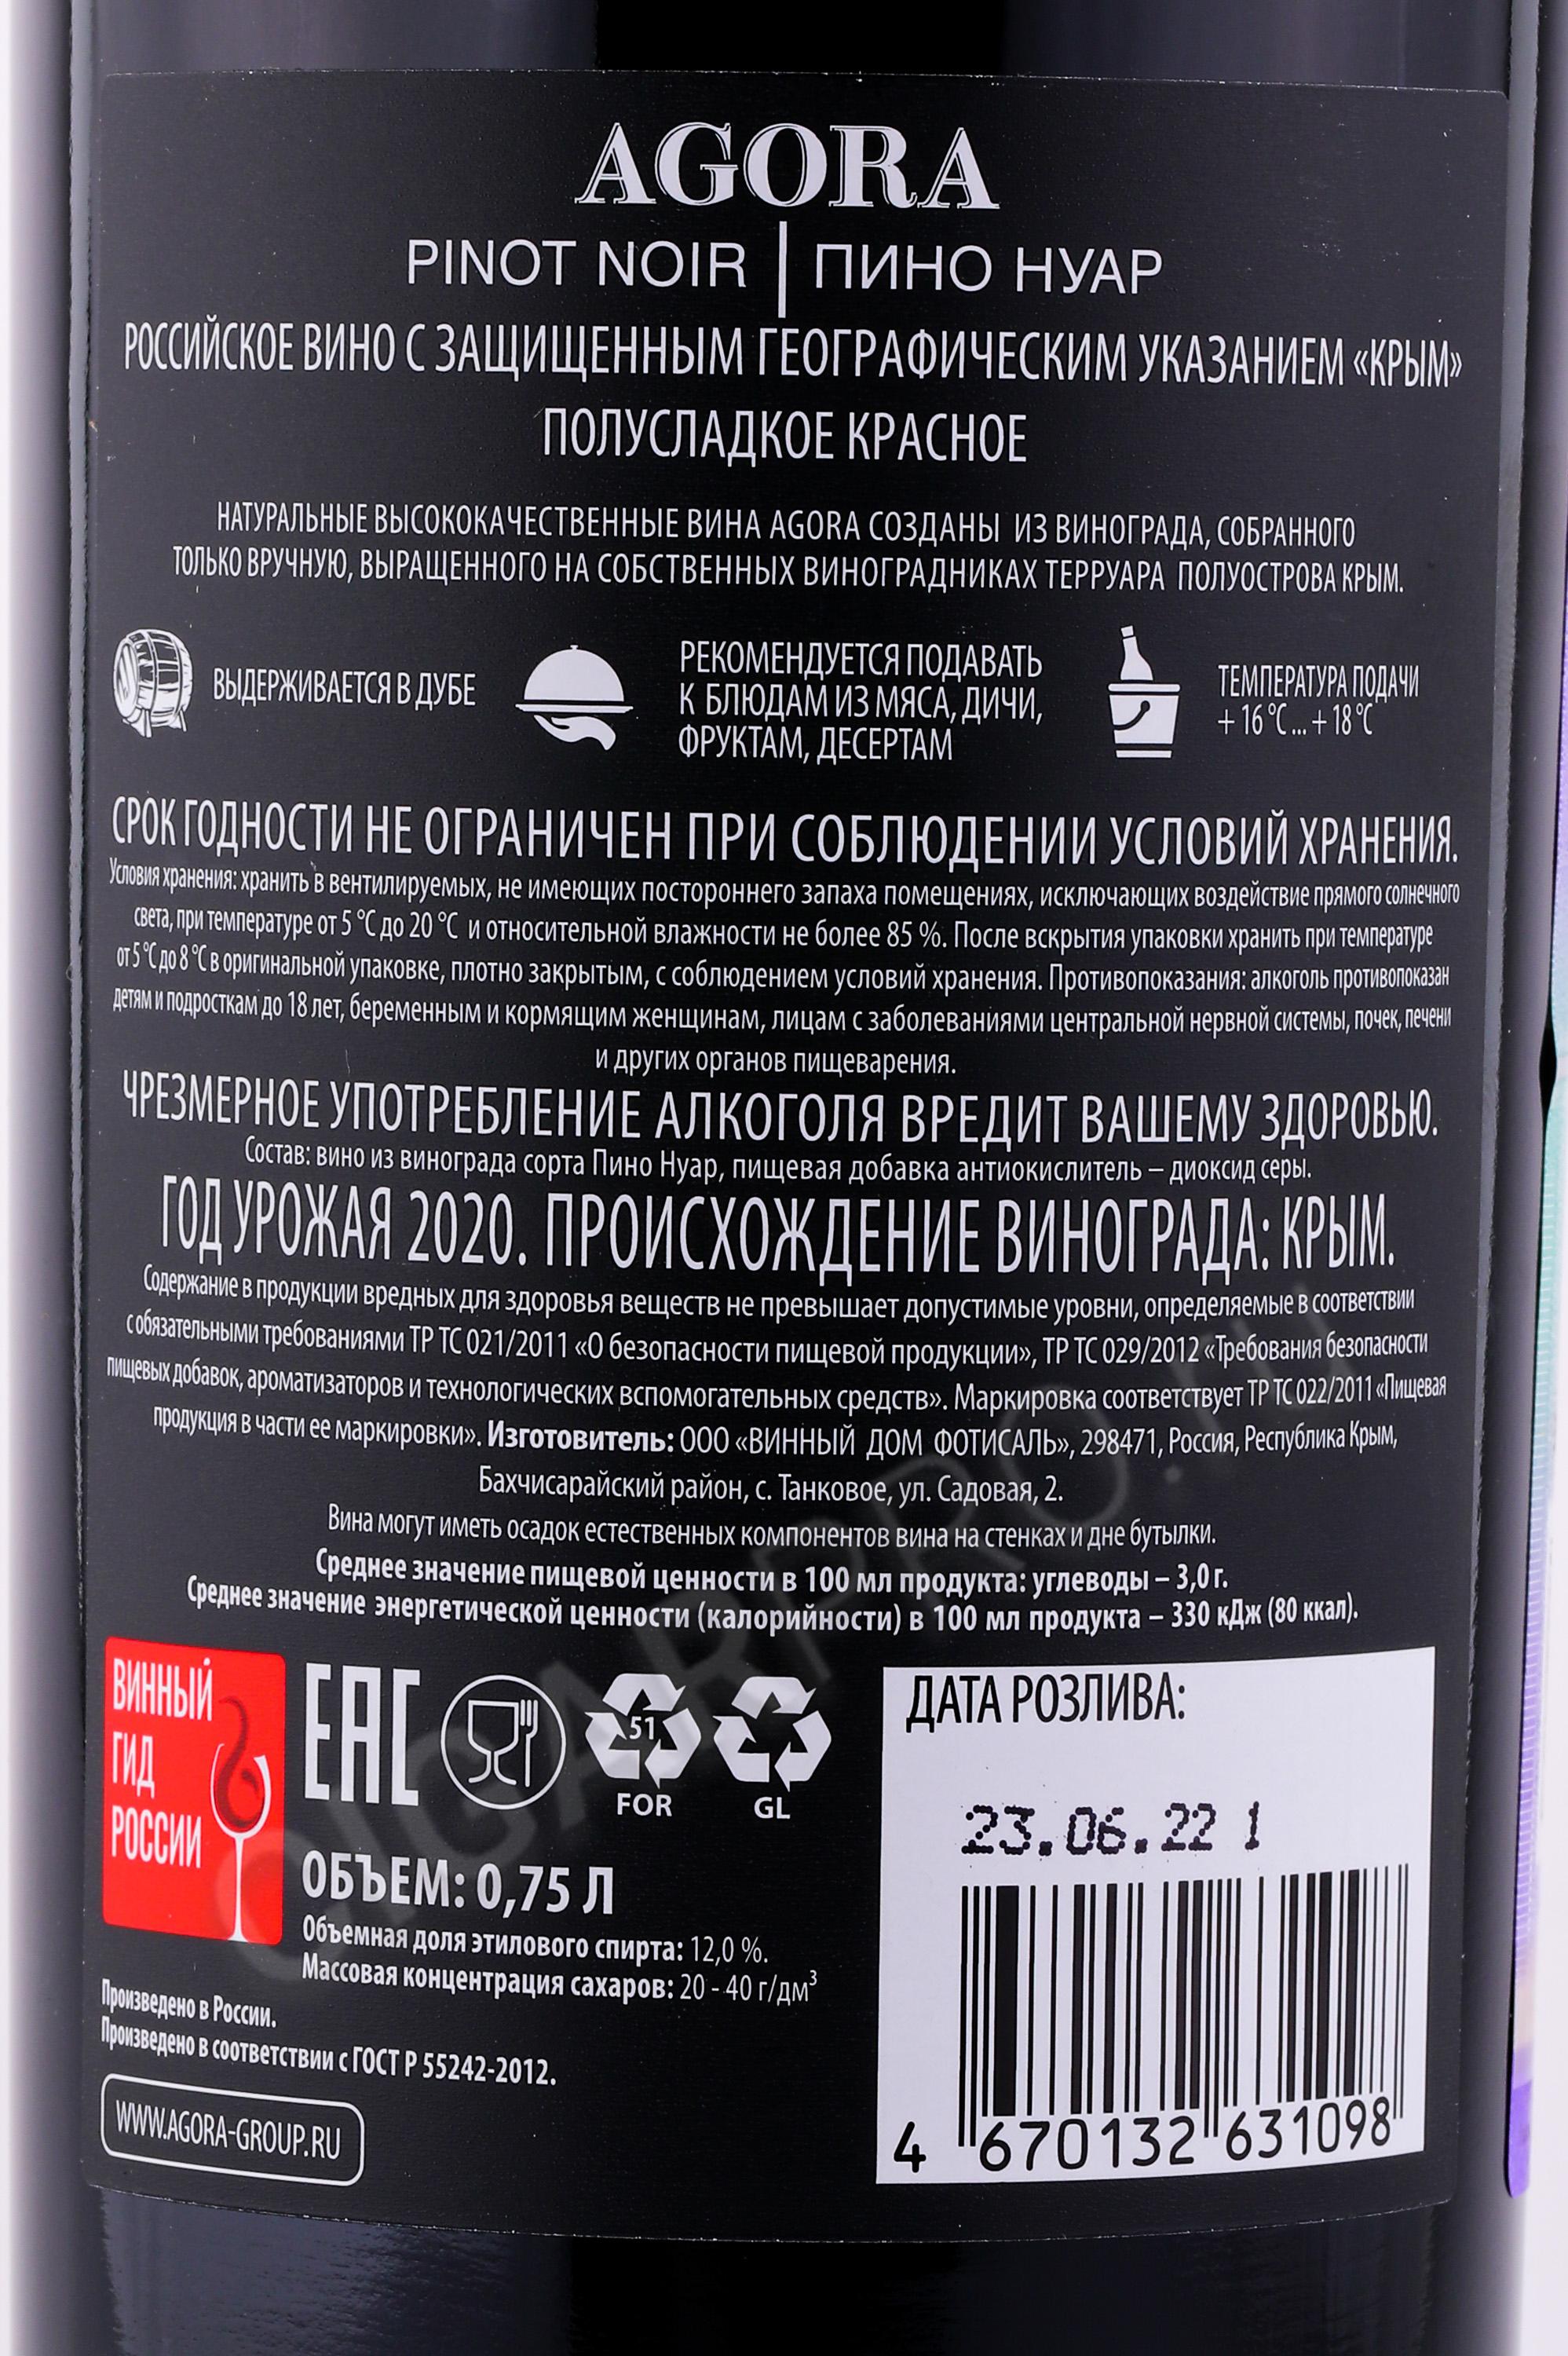 AGORA
PINOT NOIR | ПИНО НУАР
РОССИЙСКОЕ ВИНО С ЗАЩИЩЕННЫМ ГЕОГРАФИЧЕСКИМ УКАЗАНИЕМ «КРЫМ»
ПОЛУСЛАДКОЕ КРАСНОЕ
НАТУРАЛЬНЫЕ ВЫСОКОКАЧЕСТВЕННЫЕ ВИНА AGORA СОЗДАНЫ ИЗ ВИНОГРАДА, СОБРАННОГО
ТОЛЬКО ВРУЧНУЮ, ВЫРАЩЕННОГО НА СОБСТВЕННЫХ ВИНОГРАДНИКАХ ТЕРРУАРА ПОЛУОСТРОВА КРЫМ.
ВЫДЕРЖИВАЕТСЯ В ДУБЕ
РЕКОМЕНДУЕТСЯ ПОДАВАТЬ
К БЛЮДАМ ИЗ МЯСА, ДИЧИ,
ФРУКТАМ, ДЕСЕРТАМ
ТЕМПЕРАТУРА ПОДАЧИ
+ 16 °С ... + 18 °С
СРОК ГОДНОСТИ НЕ ОГРАНИЧЕН ПРИ СОБЛЮДЕНИИ УСЛОВИЙ ХРАНЕНИЯ.
Условия хранения: хранить в вентилируемых, не имеющих постороннего запаха помещениях, исключающих воздействие прямого солнечного
света, при температуре от 5 °С до 20 °С и относительной влажности не более 85 %. После вскрытия упаковки хранить при температуре
от 5 °С до 8 °С в оригинальной упаковке, плотно закрытым, с соблюдением условий хранения. Противопоказания: алкоголь противопоказан
детям и подросткам до 18 лет, беременным и кормящим женщинам, лицам с заболеваниями центральной нервной системы, почек, печени
и других органов пищеварения.
ЧРЕЗМЕРНОЕ УПОТРЕБЛЕНИЕ АЛКОГОЛЯ ВРЕДИТ ВАШЕМУ ЗДОРОВЬЮ.
Состав: вино из винограда сорта Пино Нуар, пищевая добавка антиокислитель – диоксид серы.
ГОД УРОЖАЯ 2020. ПРОИСХОЖДЕНИЕ ВИНОГРАДА: КРЫМ.
Содержание в продукции вредных для здоровья веществ не превышает допустимые уровни, определяемые в соответствии
с обязательными требованиями ТР ТС 021/2011 «О безопасности пищевой продукции», ТР ТС 029/2012 «Требования безопасности
пищевых добавок, ароматизаторов и технологических вспомогательных средств». Маркировка соответствует ТР ТС 022/2011 «Пищевая
продукция в части ее маркировки». Изготовитель: ООО «ВИННЫЙ ДОМ ФОТИСАЛЬ», 298471, Россия, Республика Крым,
Бахчисарайский район, с. Танковое, ул. Садовая, 2.
Вина могут иметь осадок естественных компонентов вина на стенках и дне бутылки.
Среднее значение пищевой ценности в 100 мл продукта: углеводы – 3,0 г.
Среднее значение энергетической ценности (калорийности) в 100 мл продукта – 330 кДж (80 ккал).
ВИННЫЙ
ГИД
РОССИИ
ЕАС
51
FOR
GL
ДАТА РОЗЛИВА:
23.06.22 1
ОБЪЕМ: 0,75 Л
Объемная доля этилового спирта: 12,0 %.
Массовая концентрация сахаров: 20 - 40 г/дм³
Произведено в России.
Произведено в соответствии с ГОСТ Р 55242-2012.
WWW.AGORA-GROUP.RU
4 670132 631098
CIGARPRO.ru